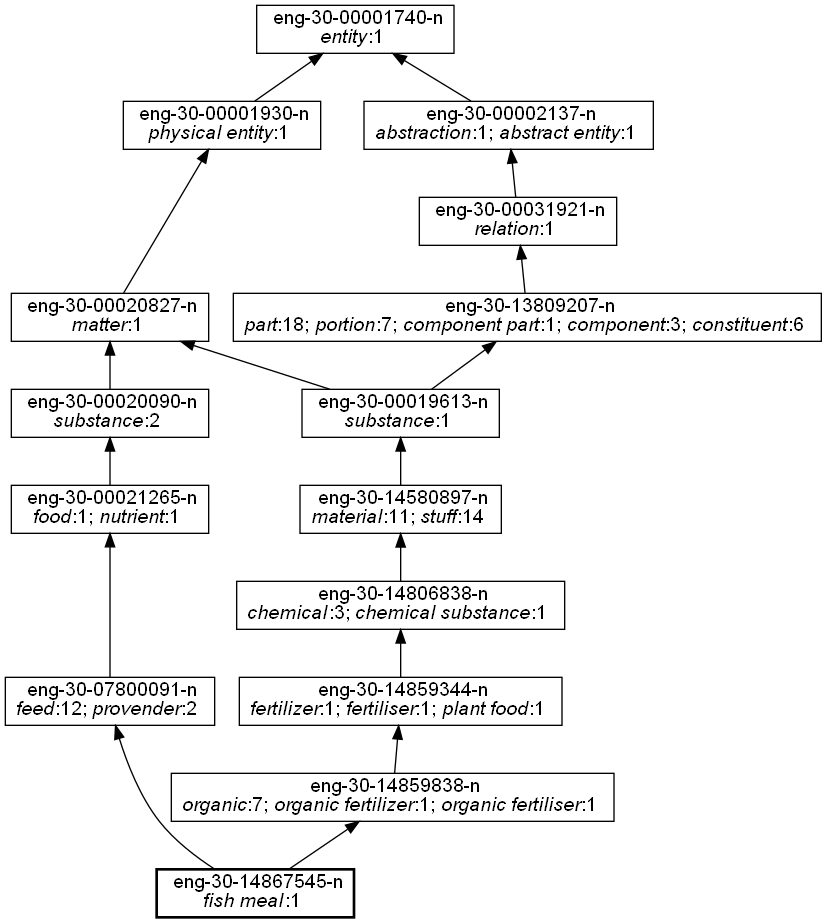 eng-30-00001740-n
entity:1
eng-30-00001930-n
physical entity:1
eng-30-00002137-n
abstraction:1; abstract entity:1
eng-30-00031921-n
relation:1
eng-30-00020827-n
matter:1
eng-30-13809207-n
part:18; portion:7; component part:1; component:3; constituent:6
eng-30-00020090-n
substance:2
eng-30-00019613-n
substance:1
eng-30-00021265-n
food:1; nutrient:1
eng-30-14580897-n
material:11; stuff:14
eng-30-14806838-n
chemical:3; chemical substance:1
eng-30-07800091-n
feed:12; provender:2
eng-30-14859344-n
fertilizer:1; fertiliser:1; plant food:1
eng-30-14859838-n
organic:7; organic fertilizer:1; organic fertiliser:1
eng-30-14867545-n
fish meal:1